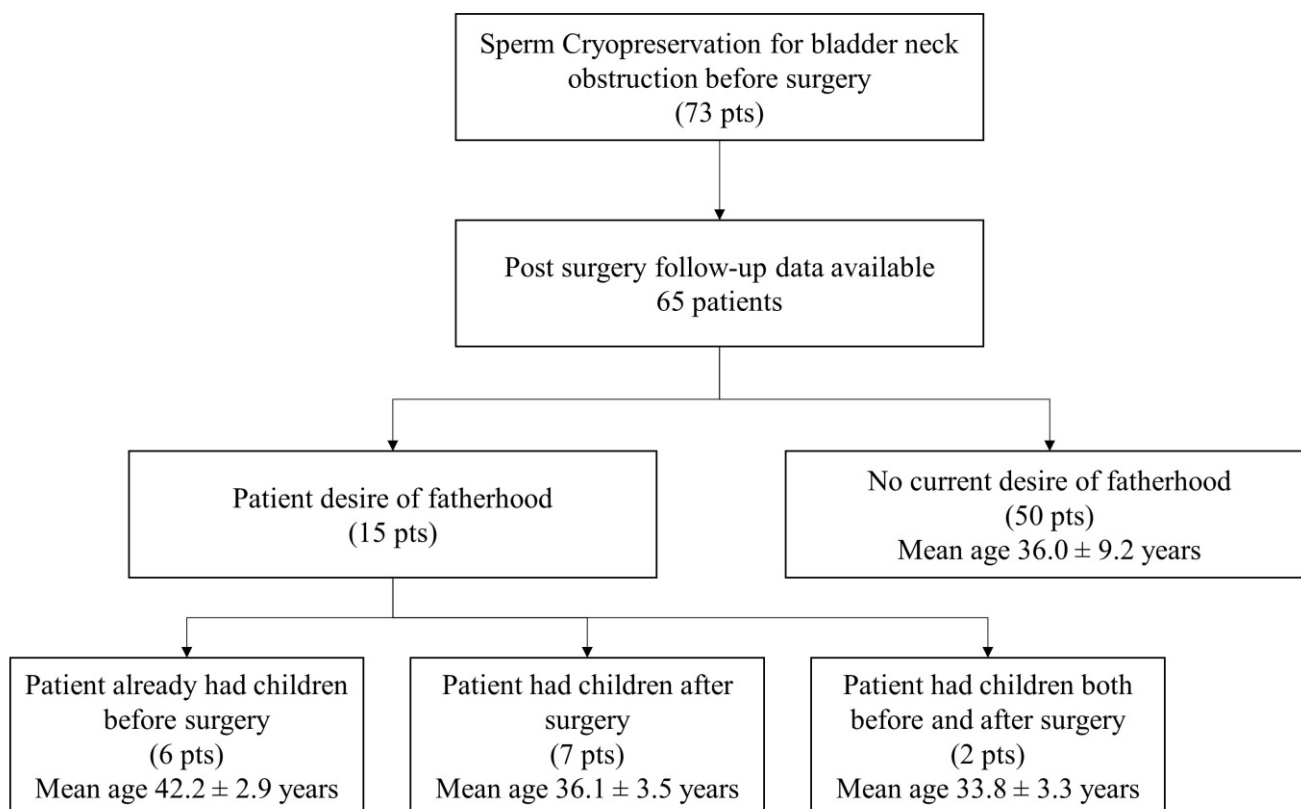 Sperm Cryopreservation for bladder neck
obstruction before surgery
(73 pts)
Post surgery follow-up data available
65 patients
Patient desire of fatherhood
(15 pts)
No current desire of fatherhood
(50 pts)
Mean age 36.0 ± 9.2 years
Patient already had children
before surgery
(6 pts)
Mean age 42.2 ± 2.9 years
Patient had children after
surgery
(7 pts)
Mean age 36.1 ± 3.5 years
Patient had children both
before and after surgery
(2 pts)
Mean age 33.8 ± 3.3 years